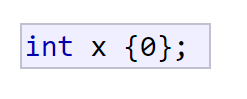 int x {0};